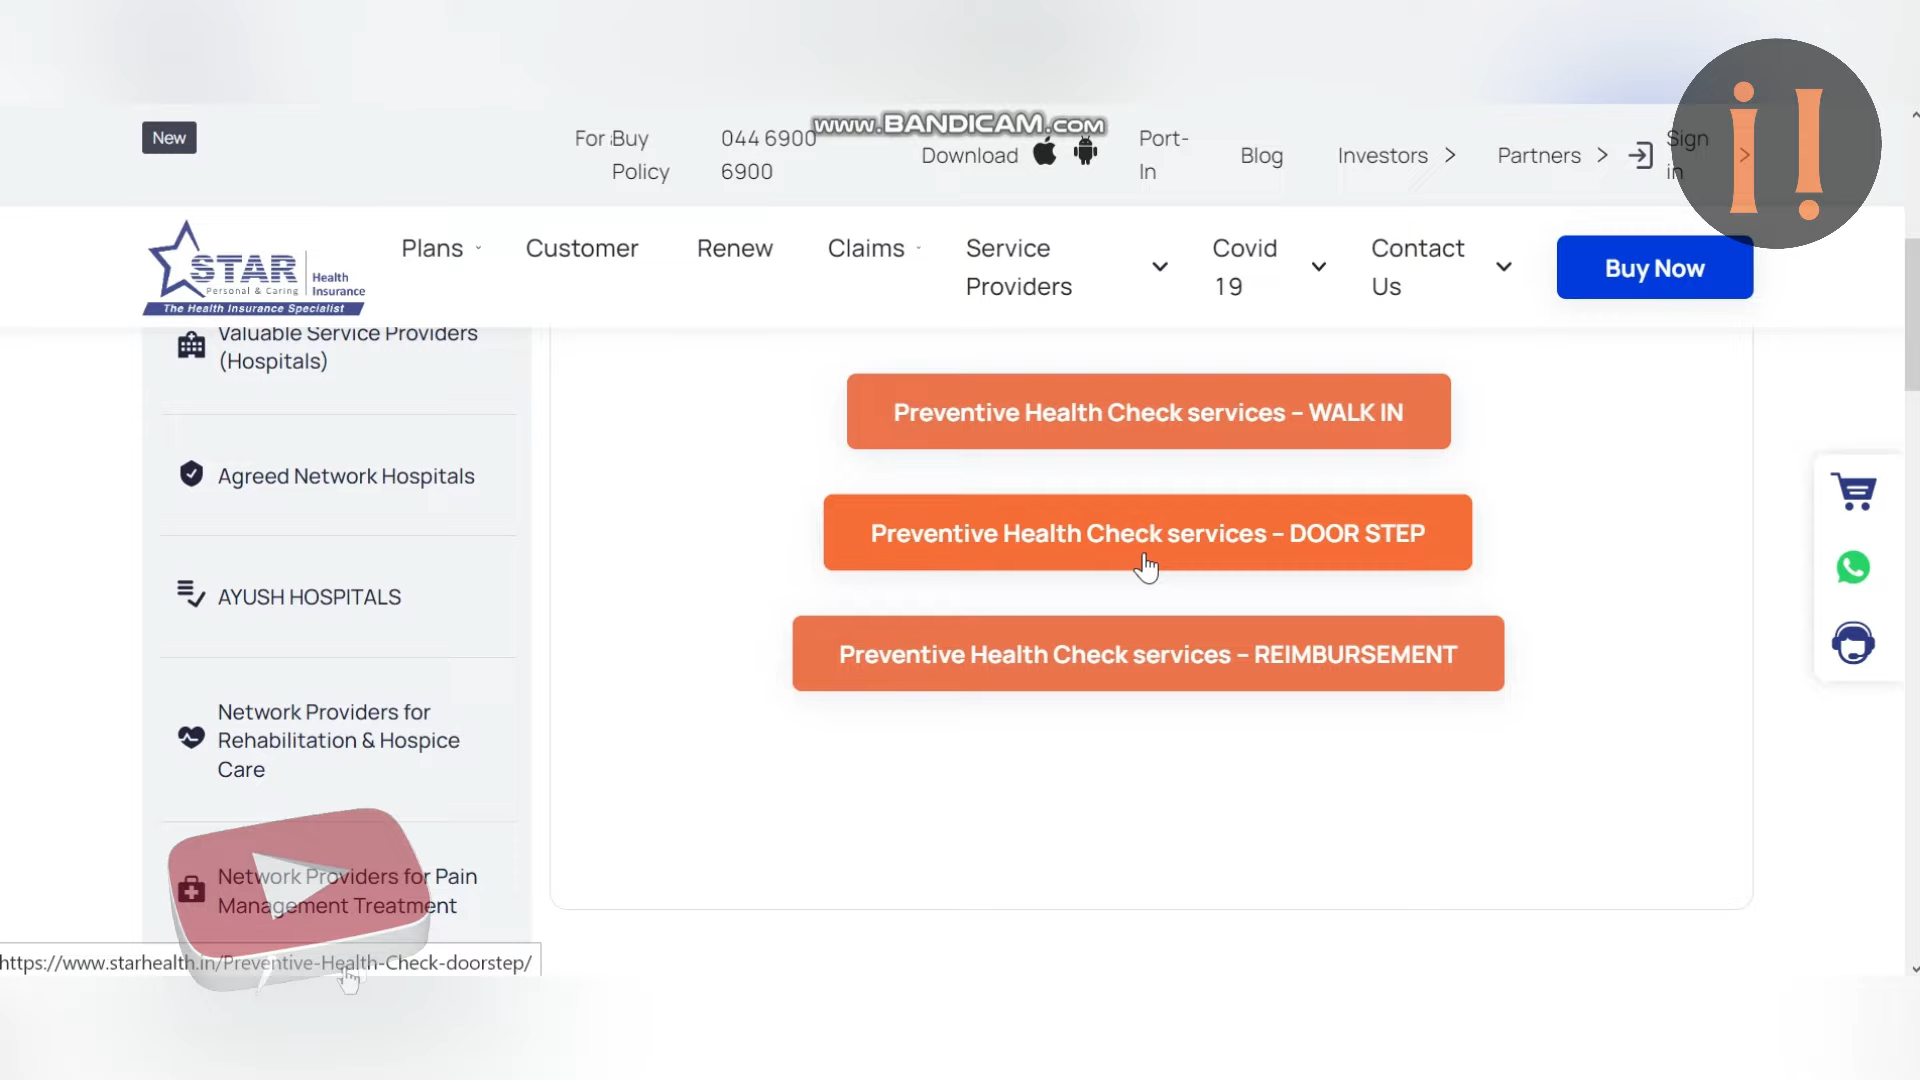 www.BANDICAM.com
New
For
Buy
Policy
044 6900
6900
Download
Port-
In
Blog
Investors
Partners
Sign
in
STAR
Personal & Caring
Health
Insurance
The Health Insurance Specialist
Plans
Customer
Renew
Claims
Service
Providers
Covid
19
Contact
Us
Buy Now
Valuable Service Providers
(Hospitals)
Agreed Network Hospitals
AYUSH HOSPITALS
Network Providers for
Rehabilitation & Hospice
Care
Network Providers for Pain
Management Treatment
Preventive Health Check services – WALK IN
Preventive Health Check services – DOOR STEP
Preventive Health Check services – REIMBURSEMENT
https://www.starhealth.in/Preventive-Health-Check-doorstep/